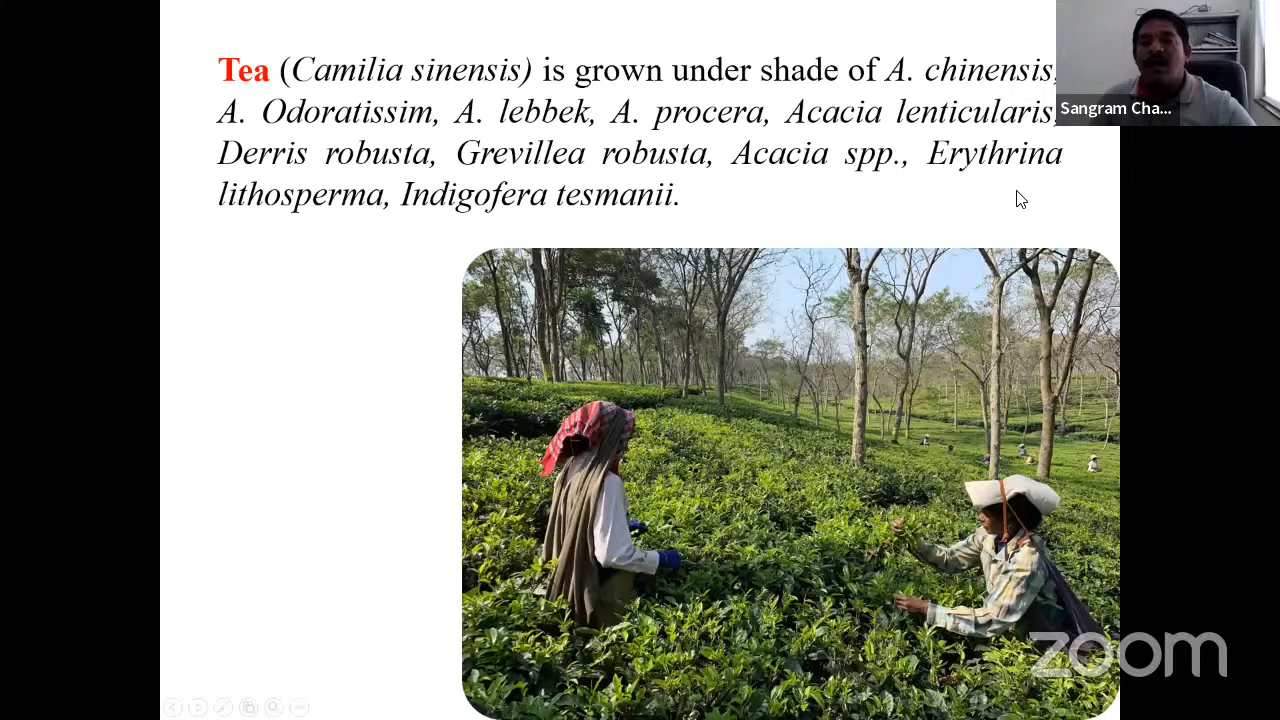 Tea (Camilia sinensis) is grown under shade of A. chinensis,
A. Odoratissim, A. lebbek, A. procera, Acacia lenticularis,
Derris robusta, Grevillea robusta, Acacia spp., Erythrina
lithosperma, Indigofera tesmanii.
Sangram Cha...
zoom